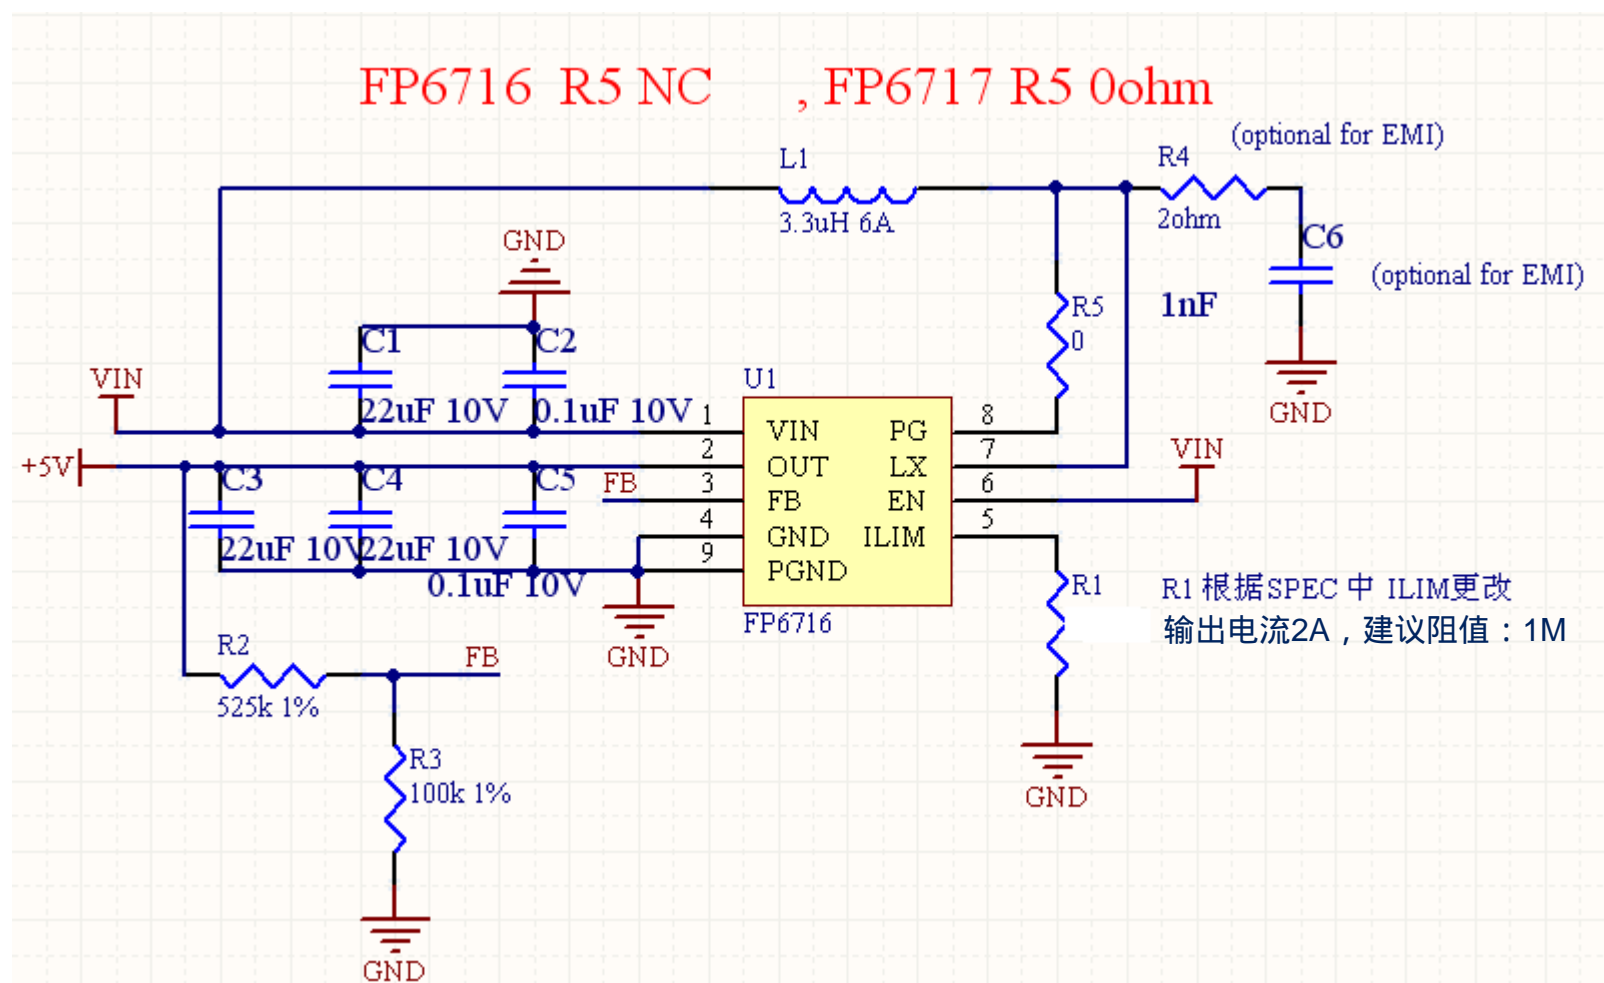 FP6716 R5 NC , FP6717 R5 0ohm
(optional for EMI)
L1
R4
3.3uH 6A
2ohm
GND
C6
(optional for EMI)
R5
1nF
0
C1
C2
VIN
U1
22uF 10V
0.1uF 10V
GND
1
VIN
PG
8
2
OUT
LX
7
VIN
+5V
C3
C4
C5
FB
3
FB
EN
6
4
GND
ILIM
5
22uF 10V
22uF 10V
9
PGND
0.1uF 10V
R1
R1 根据SPEC 中 ILIM更改
FP6716
输出电流2A，建议阻值：1M
GND
R2
FB
525k 1%
R3
100k 1%
GND
GND